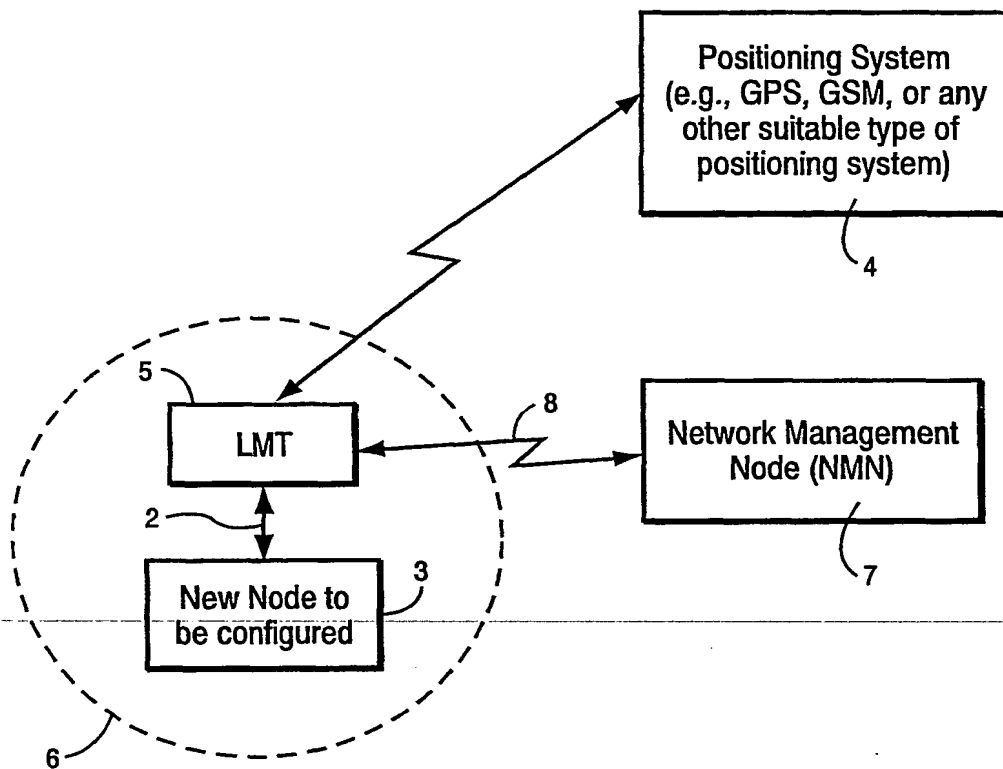 Positioning System
(e.g., GPS, GSM, or any
other suitable type of
positioning system)
4
5
LMT
8
Network Management
Node (NMN)
7
2
3
New Node to
be configured
6